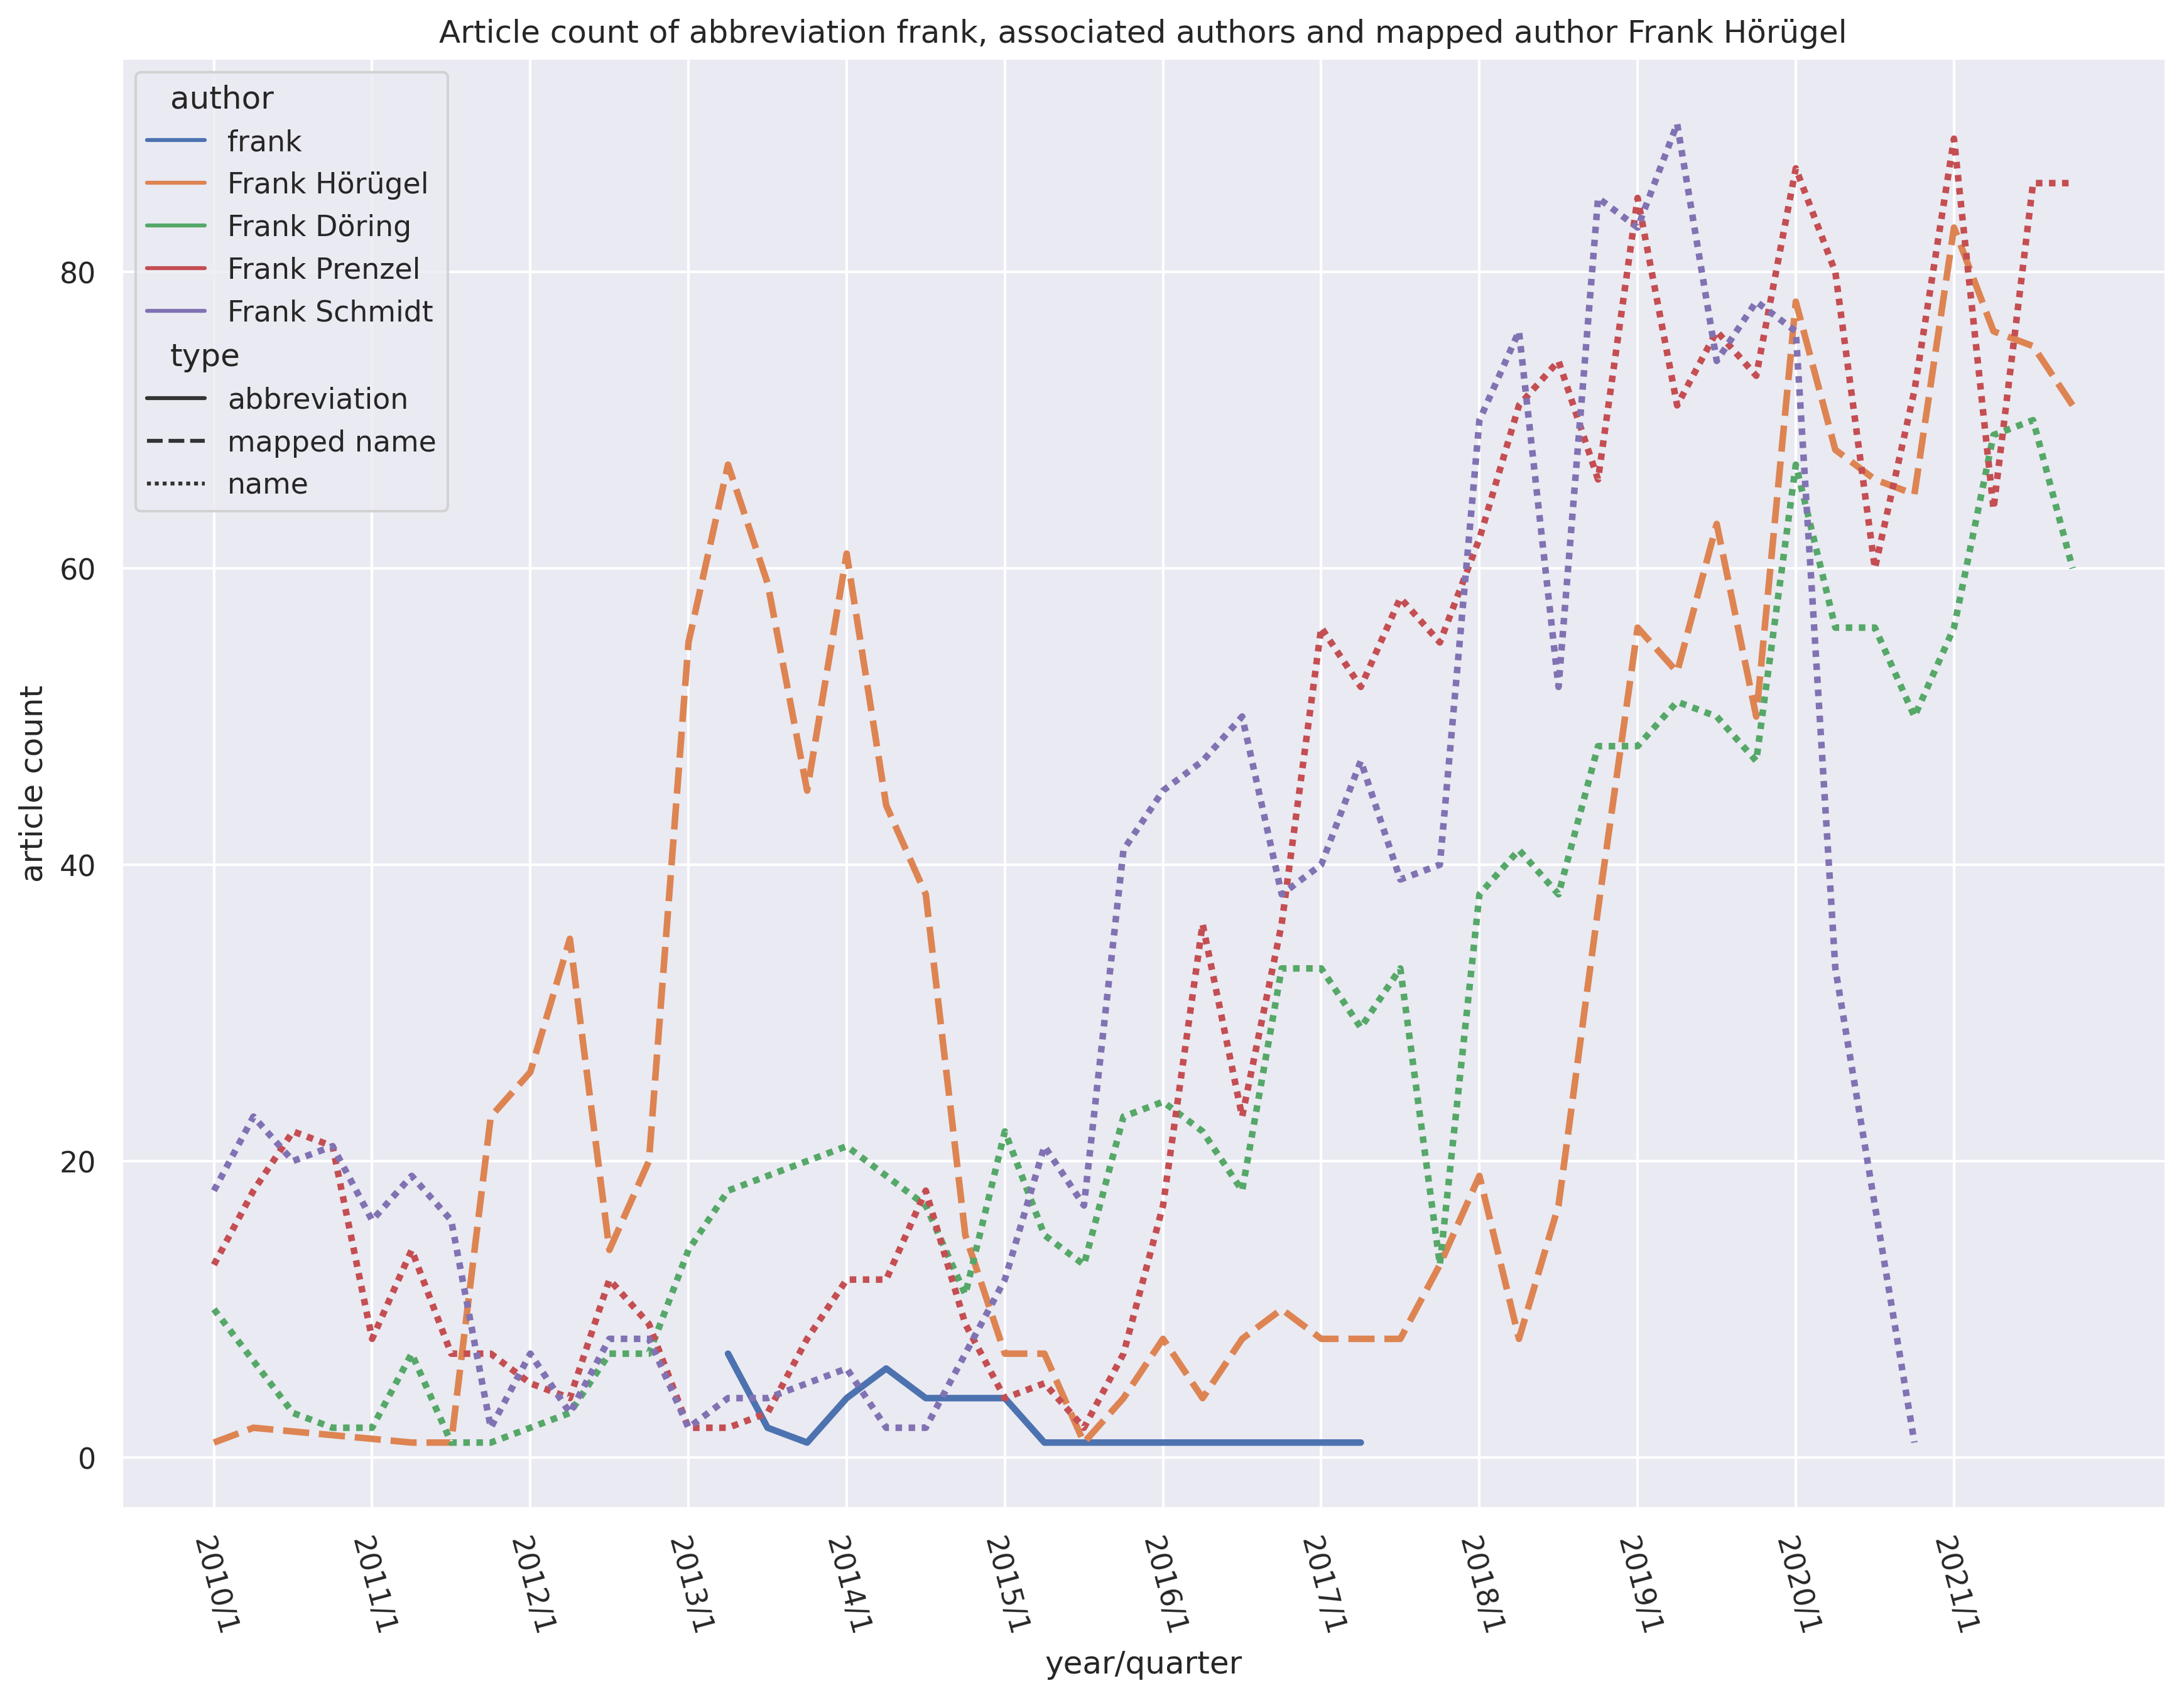 Article count of abbreviation frank, associated authors and mapped author Frank Hörügel
author
frank
Frank Hörügel
Frank Döring
Frank Prenzel
Frank Schmidt
type
abbreviation
mapped name
name
article count
80
60
40
20
0
2010/1
2011/1
2012/1
2013/1
2014/1
2015/1
2016/1
2017/1
2018/1
2019/1
2020/1
2021/1
year/quarter